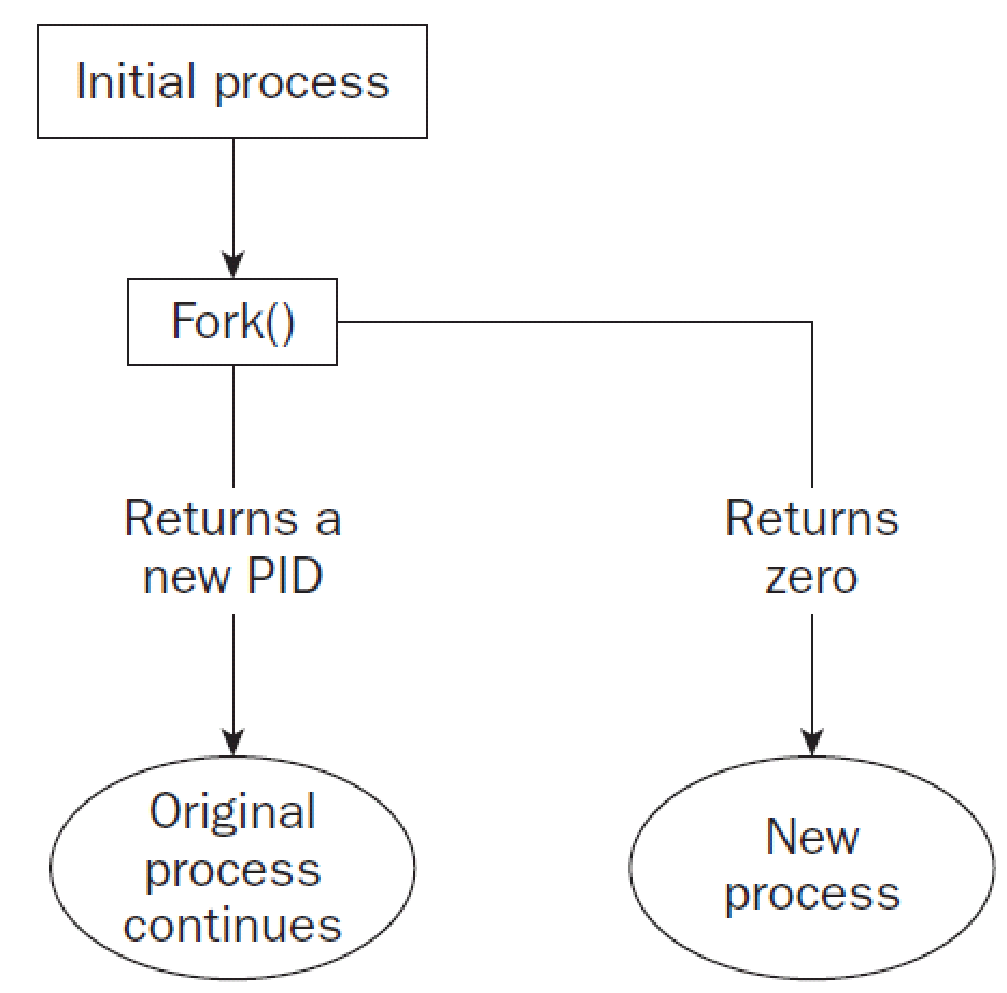 Initial process
Fork()
Returns a
new PID
Returns
zero
Original
process
continues
New
process